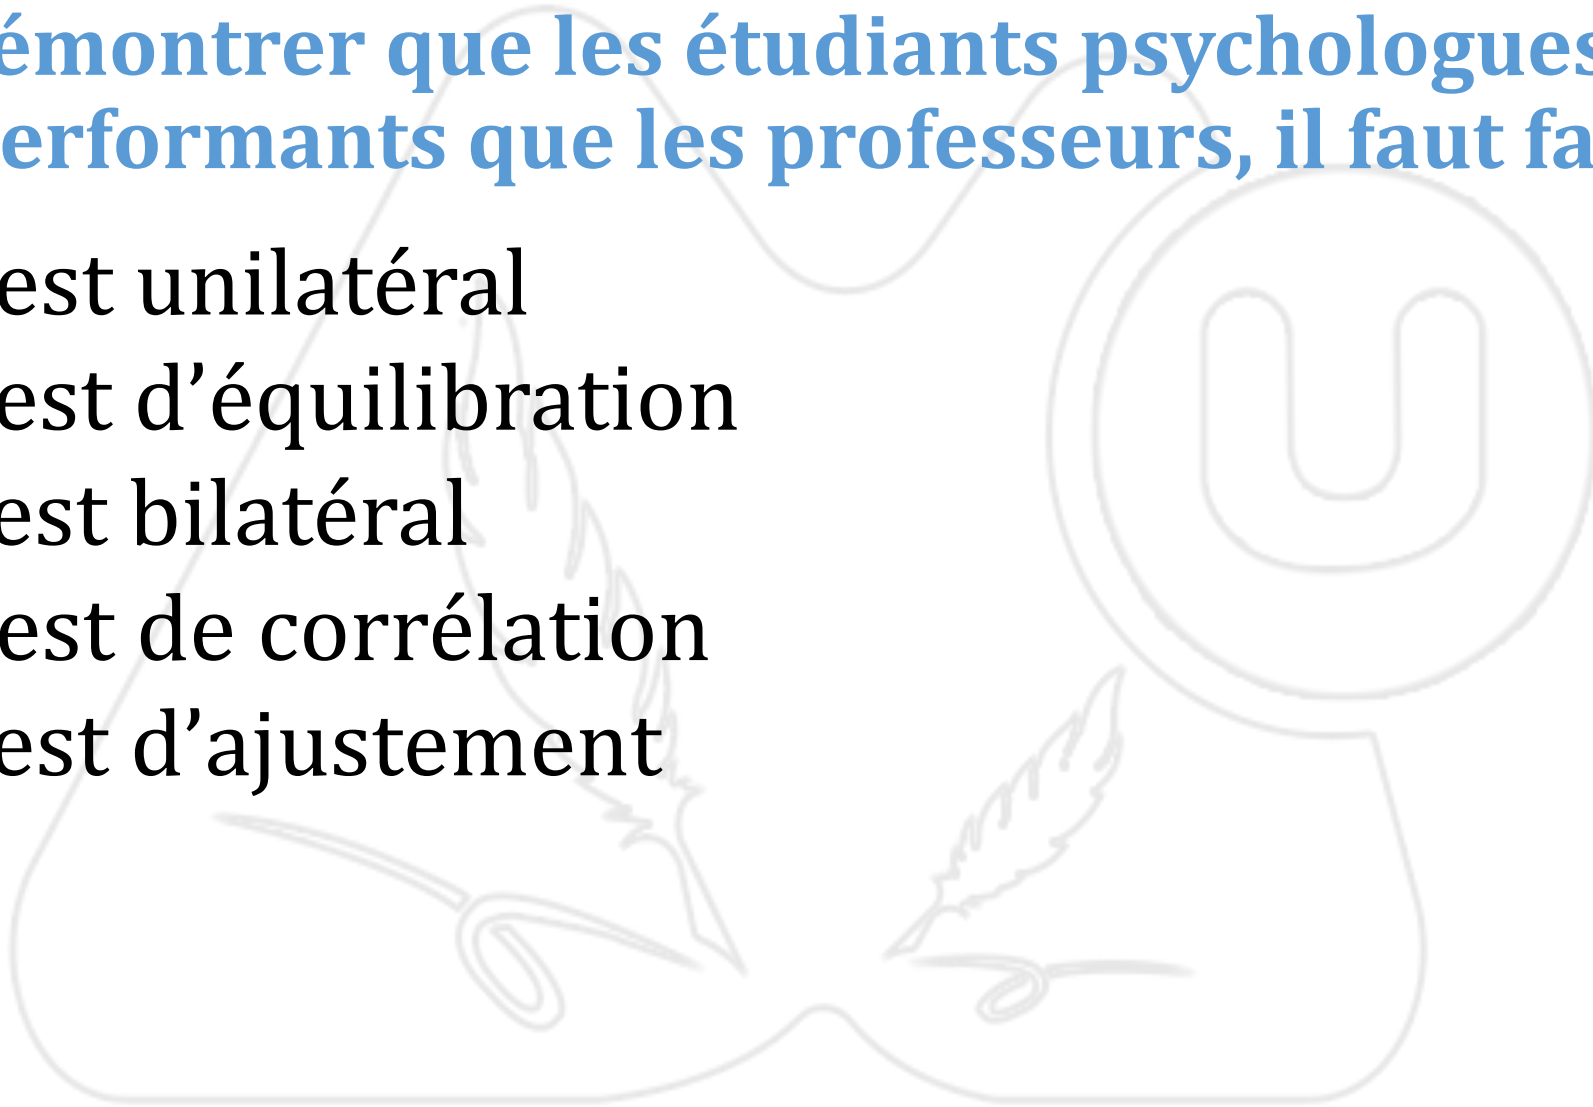 émontrer que les étudiants psychologues
erformants que les professeurs, il faut fa
est unilatéral
est d’équilibration
est bilatéral
est de corrélation
est d’ajustement
U